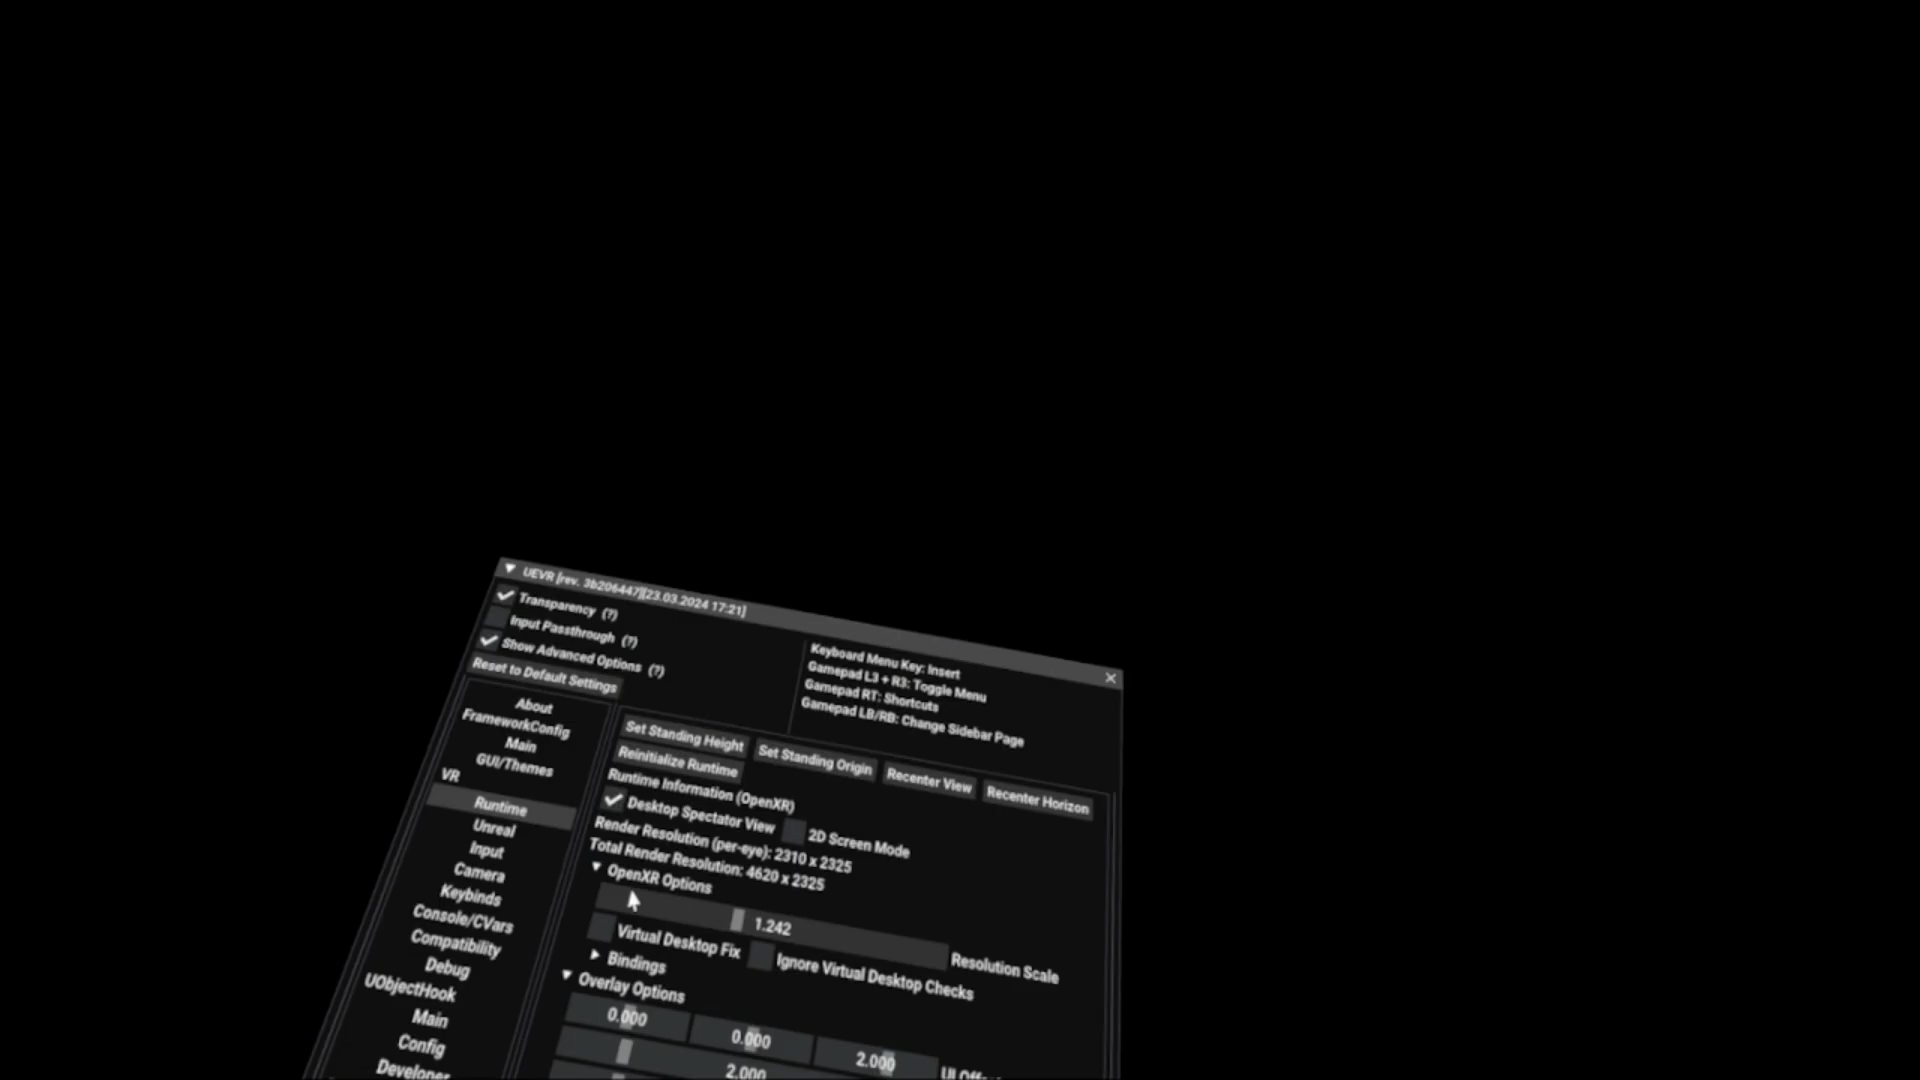 UEVR [rev. 3b206447][23.03.2024 17:21]
Transparency (?)
Input Passthrough (?)
Show Advanced Options (?)
Reset to Default Settings
Keyboard Menu Key: Insert
Gamepad L3 + R3: Toggle Menu
Gamepad RT: Shortcuts
Gamepad LB/RB: Change Sidebar Page
About
FrameworkConfig
Main
GUI/Themes
VR
Runtime
Unreal
Input
Camera
Keybinds
Console/CVars
Compatibility
Debug
UObjectHook
Main
Config
Developer
Set Standing Height Set Standing Origin Recenter View Recenter Horizon
Reinitialize Runtime
Runtime Information (OpenXR)
Desktop Spectator View 2D Screen Mode
Render Resolution (per-eye): 2310 x 2325
Total Render Resolution: 4620 x 2325
OpenXR Options
1.242 Resolution Scale
Virtual Desktop Fix Ignore Virtual Desktop Checks
Bindings
Overlay Options
0.000 0.000 2.000 UI
2.000